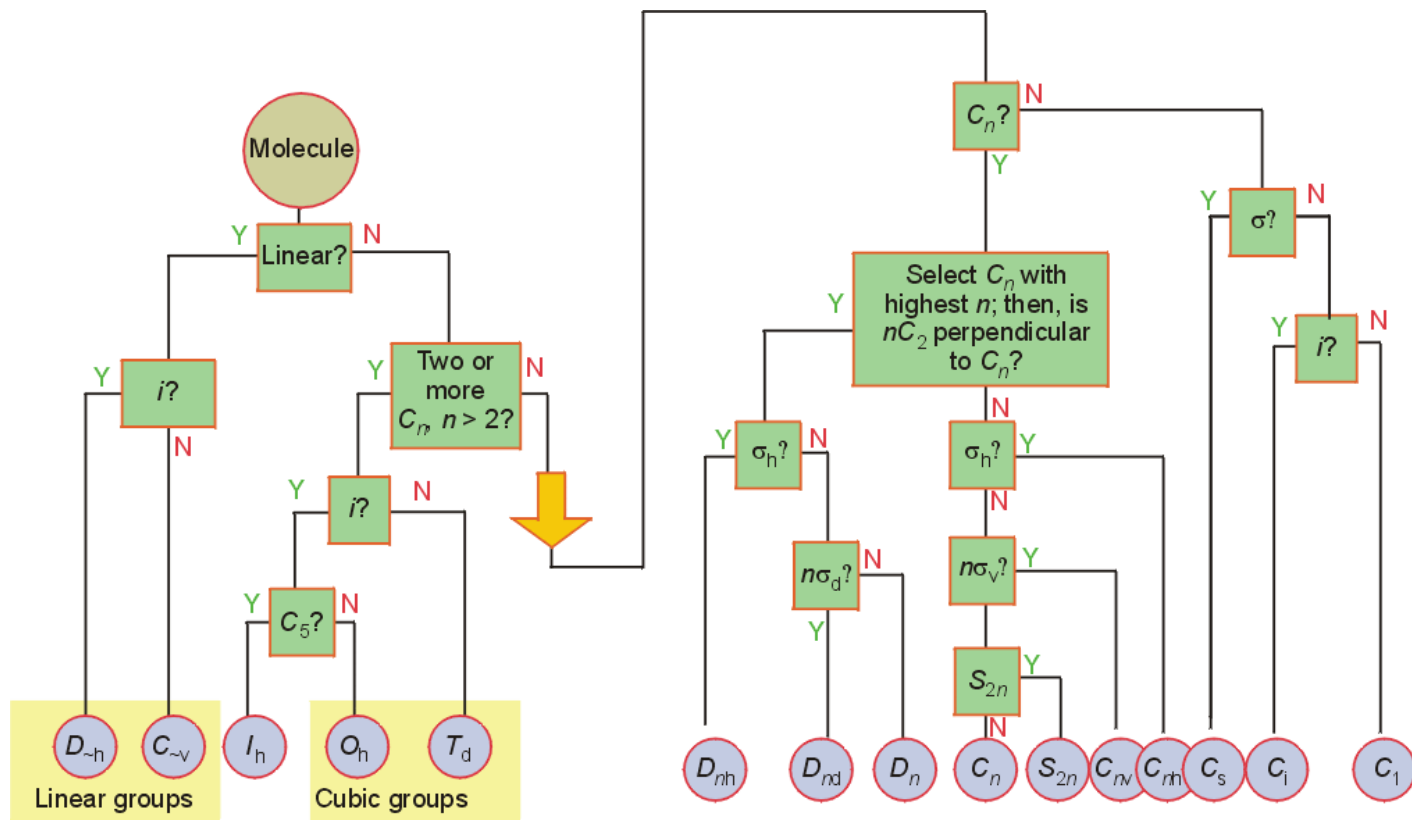 Molecule
Y
N
Linear?
Y
i?
N
Y
Two or
more
Cn, n > 2?
N
Y
i?
N
Y
C5?
N
D~h
C~v
Ih
Oh
Td
Linear groups
Cubic groups
Cn?
N
Y
Y
σ?
N
Y
i?
N
Y
Select Cn with
highest n; then, is
nC2 perpendicular
to Cn?
N
Y
σh?
N
σh?
Y
N
nσd?
N
Y
nσv?
Y
S2n
Y
N
Dnh
Dnd
Dn
Cn
S2n
Cnv
Cnh
Cs
Ci
C1